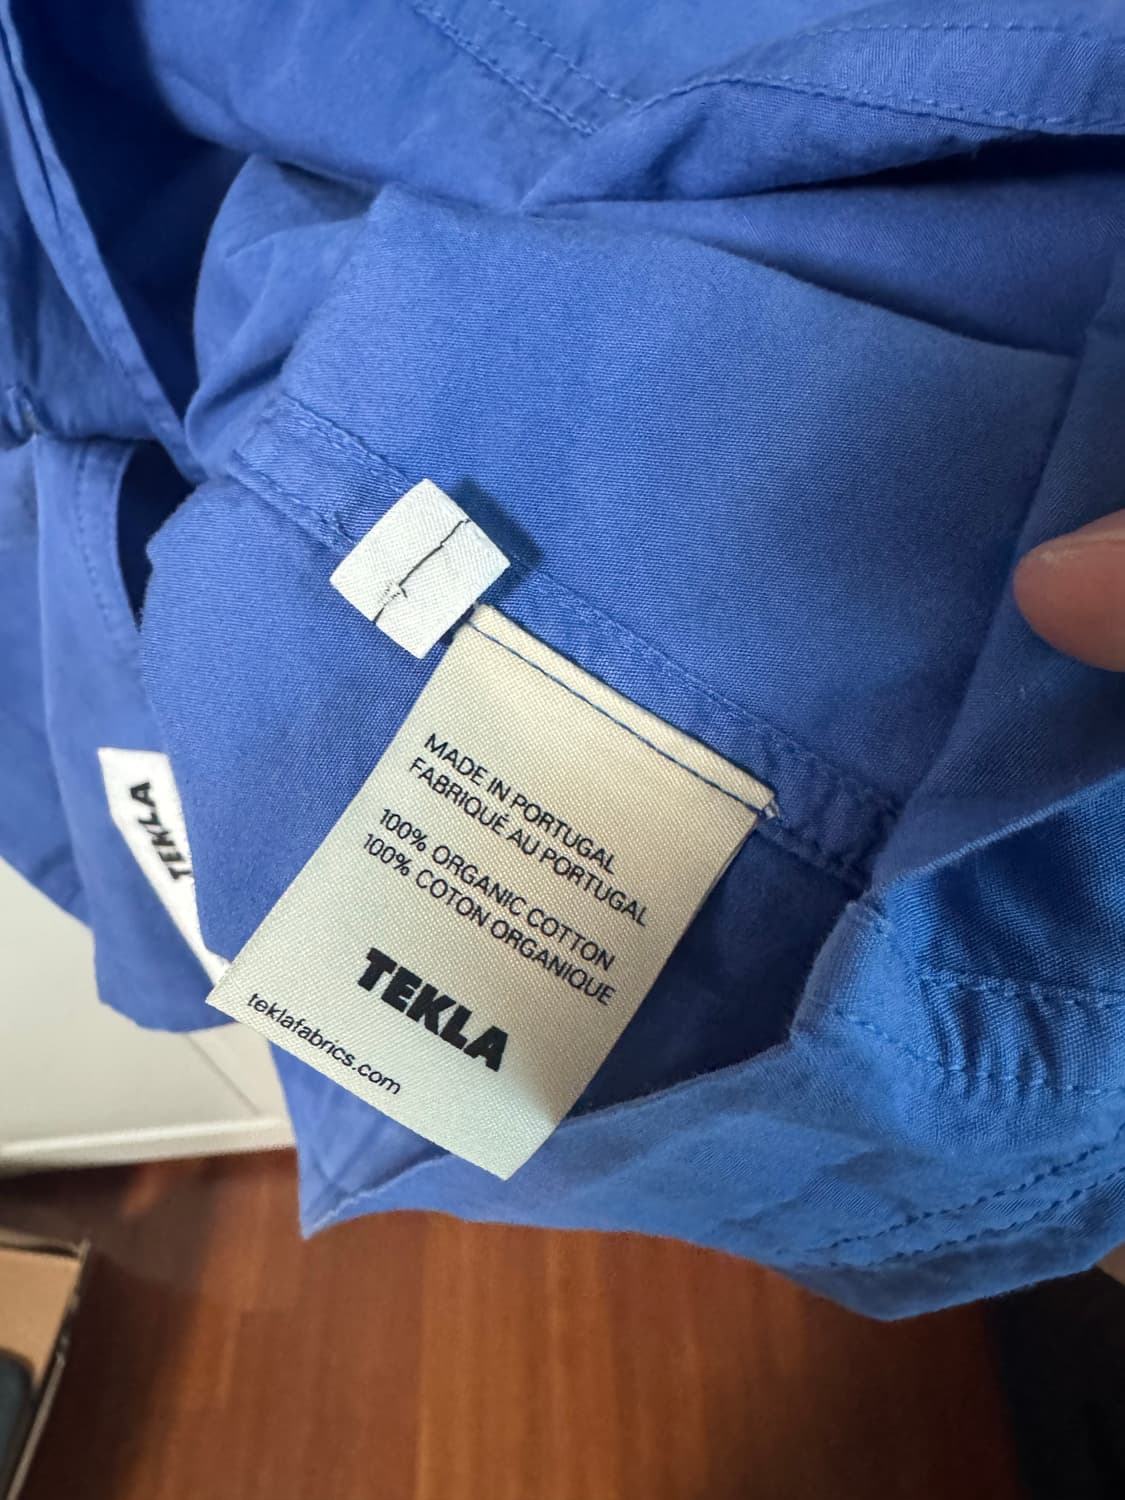 MADE IN PORTUGAL
FABRIQUÉ AU PORTUGAL
100% ORGANIC COTTON
100% COTON ORGANIQUE
TEKLA
teklafabrics.com
TEKLA